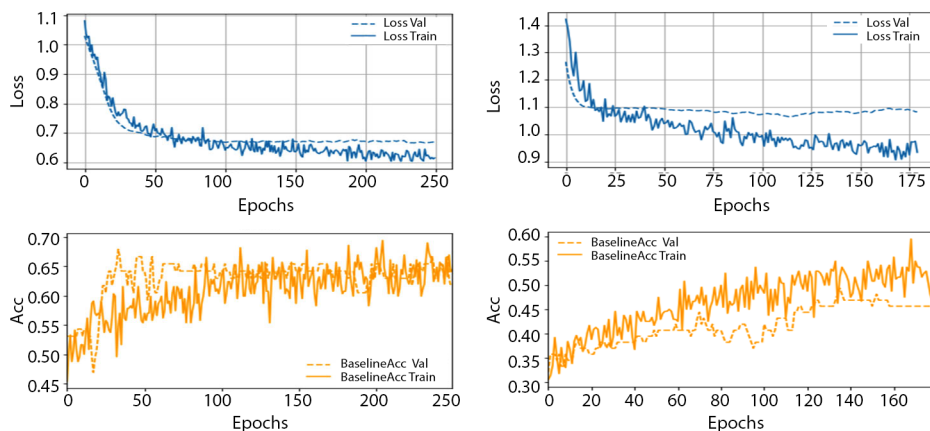 1.1
1.0
0.9
0.8
0.7
0.6
Loss
Loss Val
Loss Train
0 50 100 150 200 250
Epochs
1.4
1.3
1.2
1.1
1.0
0.9
Loss
Loss Val
Loss Train
0 25 50 75 100 125 150 175
Epochs
0.70
0.65
0.60
0.55
0.50
0.45
Acc
BaselineAcc Val
BaselineAcc Train
0 50 100 150 200 250
Epochs
0.60
0.55
0.50
0.45
0.40
0.35
0.30
Acc
BaselineAcc Val
BaselineAcc Train
0 20 40 60 80 100 120 140 160
Epochs